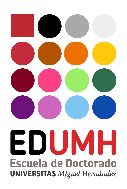 EDUMH
Escuela de Doctorado
UNIVERSITAS Miguel Hernández